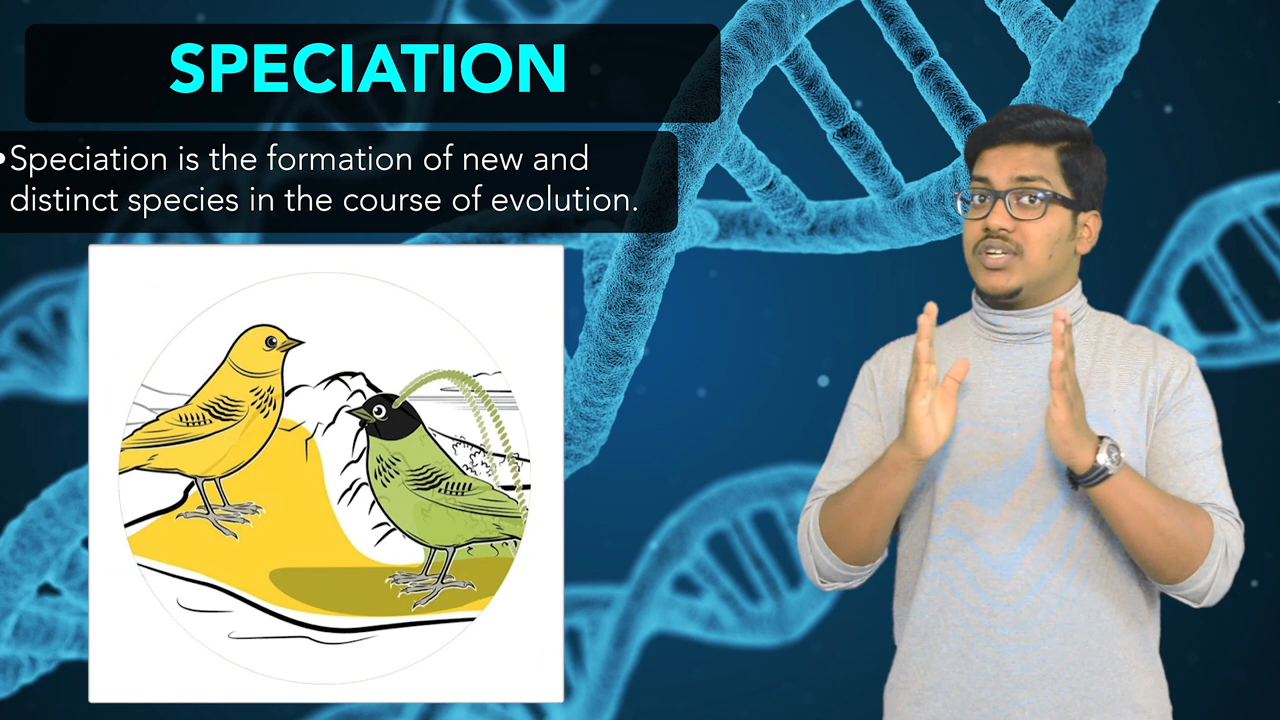 SPECIATION
•Speciation is the formation of new and
distinct species in the course of evolution.